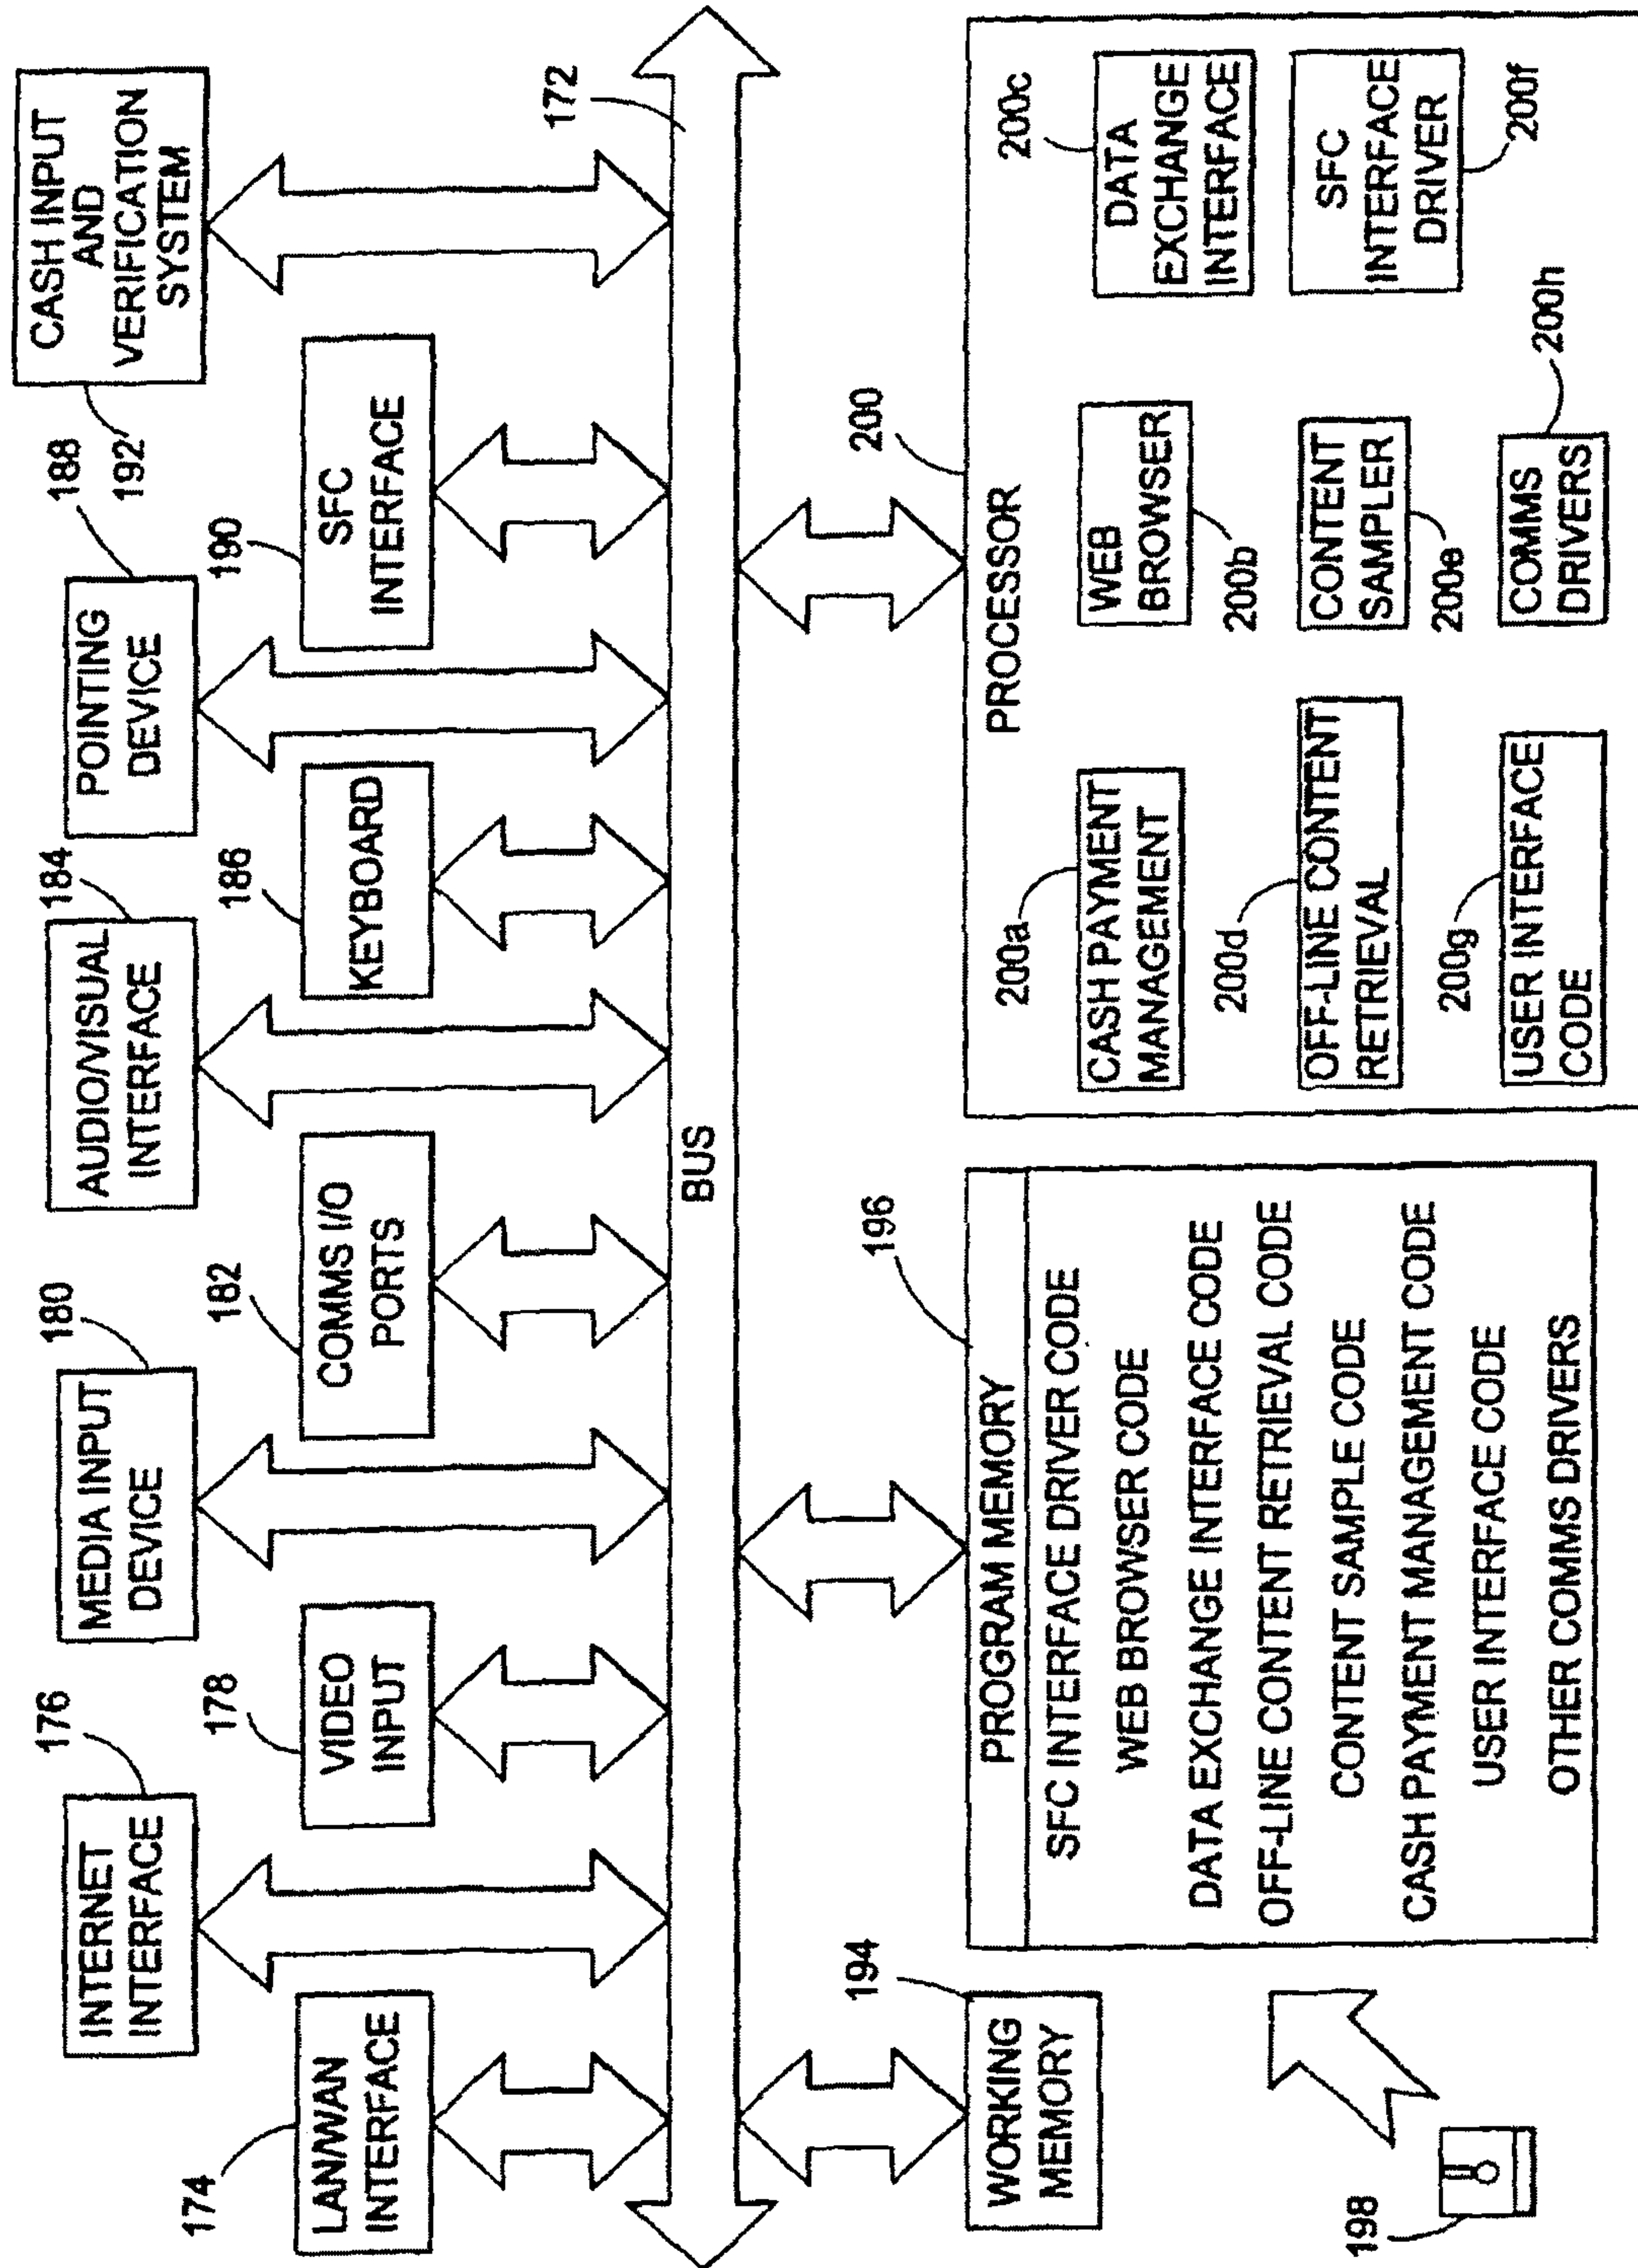 176
INTERNET
INTERFACE
180
MEDIA INPUT
DEVICE
184
AUDIO/VISUAL
INTERFACE
188
POINTING
DEVICE
192
CASH INPUT
AND
VERIFICATION
SYSTEM
174
LAN/WAN
INTERFACE
178
VIDEO
INPUT
182
COMMS I/O
PORTS
186
KEYBOARD
190
SFC
INTERFACE
172
BUS
194
WORKING
MEMORY
198
196
PROGRAM MEMORY
SFC INTERFACE DRIVER CODE
WEB BROWSER CODE
DATA EXCHANGE INTERFACE CODE
OFF-LINE CONTENT RETRIEVAL CODE
CONTENT SAMPLE CODE
CASH PAYMENT MANAGEMENT CODE
USER INTERFACE CODE
OTHER COMMS DRIVERS
200
PROCESSOR
200a
CASH PAYMENT
MANAGEMENT
WEB
BROWSER
200b
200c
DATA
EXCHANGE
INTERFACE
200d
OFF-LINE CONTENT
RETRIEVAL
CONTENT
SAMPLER
200e
SFC
INTERFACE
DRIVER
200f
200g
USER INTERFACE
CODE
200h
COMMS
DRIVERS